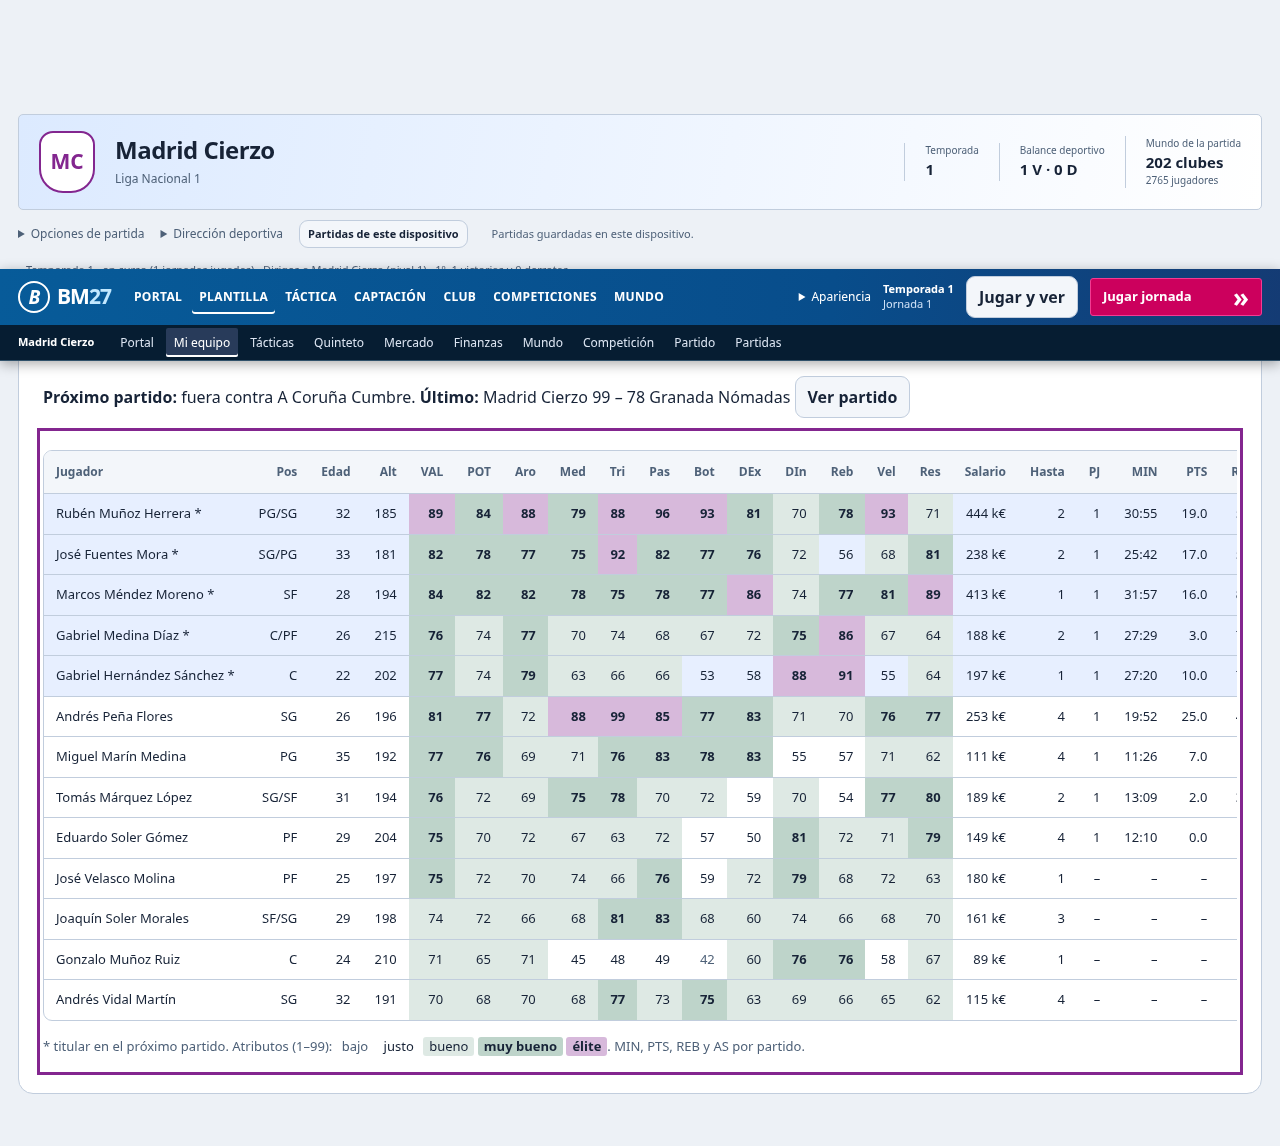 MC
Madrid Cierzo
Liga Nacional 1
Temporada
1
Balance deportivo
1 V · 0 D
Mundo de la partida
202 clubes
2765 jugadores
▶ Opciones de partida ▶ Dirección deportiva Partidas de este dispositivo Partidas guardadas en este dispositivo.
B BM27 PORTAL PLANTILLA TÁCTICA CAPTACIÓN CLUB COMPETICIONES MUNDO ▶ Apariencia Temporada 1 Jornada 1 Jugar y ver Jugar jornada »
Madrid Cierzo Portal Mi equipo Tácticas Quinteto Mercado Finanzas Mundo Competición Partido Partidas
Próximo partido: fuera contra A Coruña Cumbre. Último: Madrid Cierzo 99 – 78 Granada Nómadas Ver partido
Jugador Pos Edad Alt VAL POT Aro Med Tri Pas Bot DEx DIn Reb Vel Res Salario Hasta PJ MIN PTS
Rubén Muñoz Herrera * PG/SG 32 185 89 84 88 79 88 96 93 81 70 78 93 71 444 k€ 2 1 30:55 19.0
José Fuentes Mora * SG/PG 33 181 82 78 77 75 92 82 77 76 72 56 68 81 238 k€ 2 1 25:42 17.0
Marcos Méndez Moreno * SF 28 194 84 82 82 78 75 78 77 86 74 77 81 89 413 k€ 1 1 31:57 16.0
Gabriel Medina Díaz * C/PF 26 215 76 74 77 70 74 68 67 72 75 86 67 64 188 k€ 2 1 27:29 3.0
Gabriel Hernández Sánchez * C 22 202 77 74 79 63 66 66 53 58 88 91 55 64 197 k€ 1 1 27:20 10.0
Andrés Peña Flores SG 26 196 81 77 72 88 99 85 77 83 71 70 76 77 253 k€ 4 1 19:52 25.0
Miguel Marín Medina PG 35 192 77 76 69 71 76 83 78 83 55 57 71 62 111 k€ 4 1 11:26 7.0
Tomás Márquez López SG/SF 31 194 76 72 69 75 78 70 72 59 70 54 77 80 189 k€ 2 1 13:09 2.0
Eduardo Soler Gómez PF 29 204 75 70 72 67 63 72 57 50 81 72 71 79 149 k€ 4 1 12:10 0.0
José Velasco Molina PF 25 197 75 72 70 74 66 76 59 72 79 68 72 63 180 k€ 1 – – –
Joaquín Soler Morales SF/SG 29 198 74 72 66 68 81 83 68 60 74 66 68 70 161 k€ 3 – – –
Gonzalo Muñoz Ruiz C 24 210 71 65 71 45 48 49 42 60 76 76 58 67 89 k€ 1 – – –
Andrés Vidal Martín SG 32 191 70 68 70 68 77 73 75 63 69 66 65 62 115 k€ 4 – – –
* titular en el próximo partido. Atributos (1–99): bajo justo bueno muy bueno élite. MIN, PTS, REB y AS por partido.